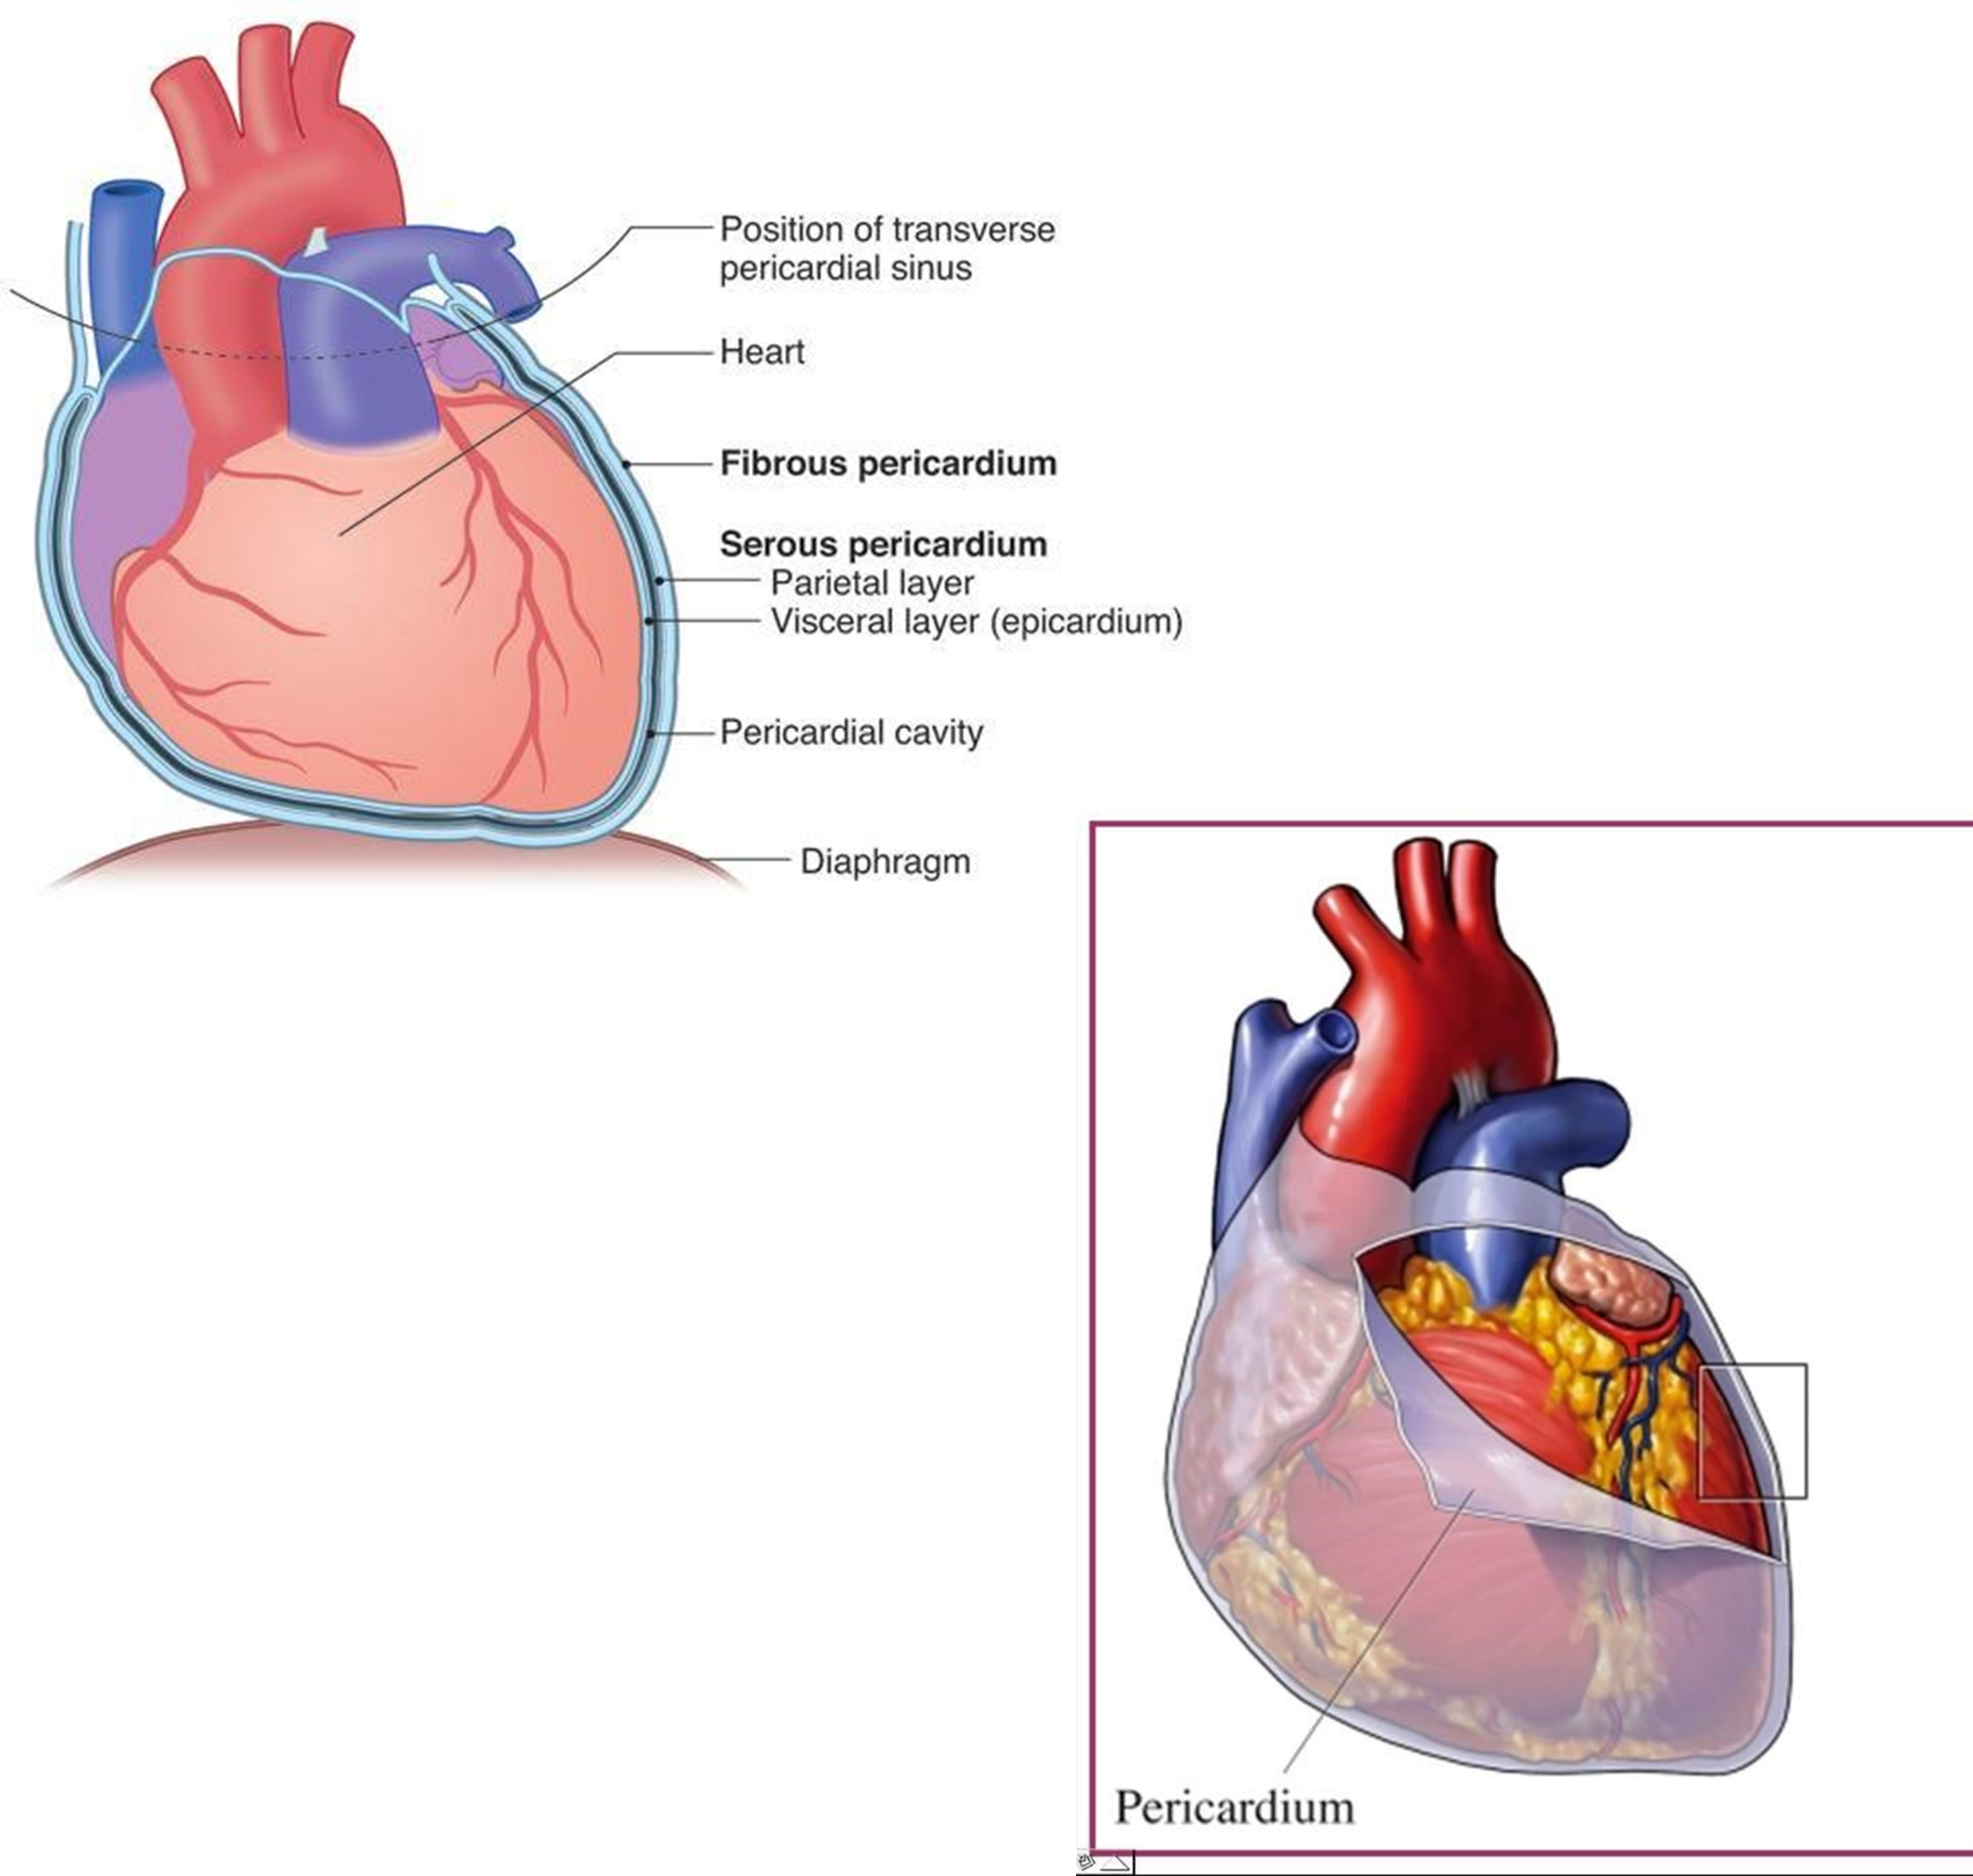 Position of transverse
pericardial sinus
Heart
Fibrous pericardium
Serous pericardium
Parietal layer
Visceral layer (epicardium)
Pericardial cavity
Diaphragm
Pericardium